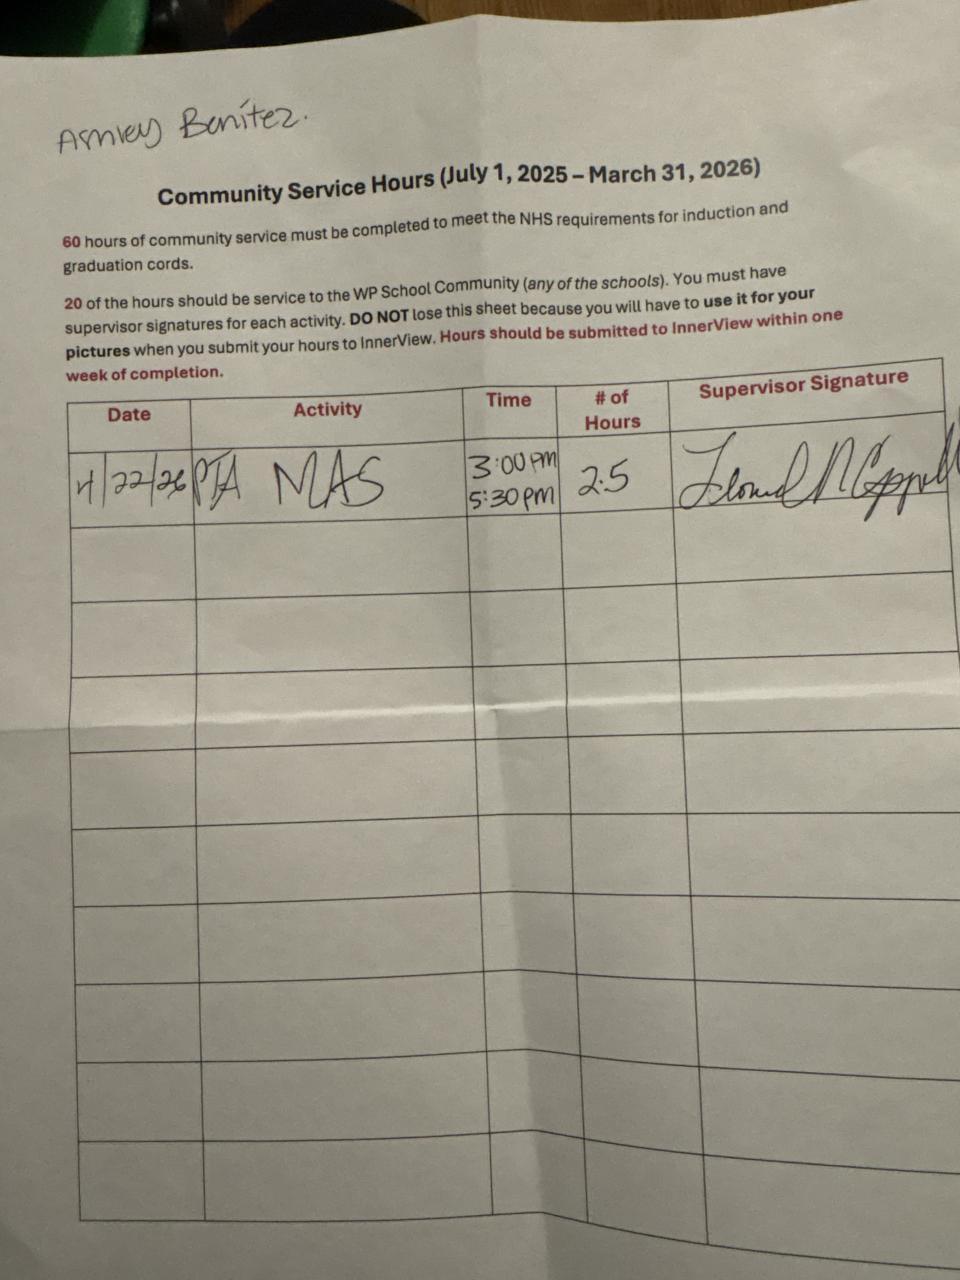 Ashley Benítez.
Community Service Hours (July 1, 2025 – March 31, 2026)
60 hours of community service must be completed to meet the NHS requirements for induction and
graduation cords.
20 of the hours should be service to the WP School Community (any of the schools). You must have
supervisor signatures for each activity. DO NOT lose this sheet because you will have to use it for your
pictures when you submit your hours to InnerView. Hours should be submitted to InnerView within one
week of completion.
Date Activity Time # of Hours Supervisor Signature
4/22/26 PTA MAS 3:00pm 2.5
5:30pm